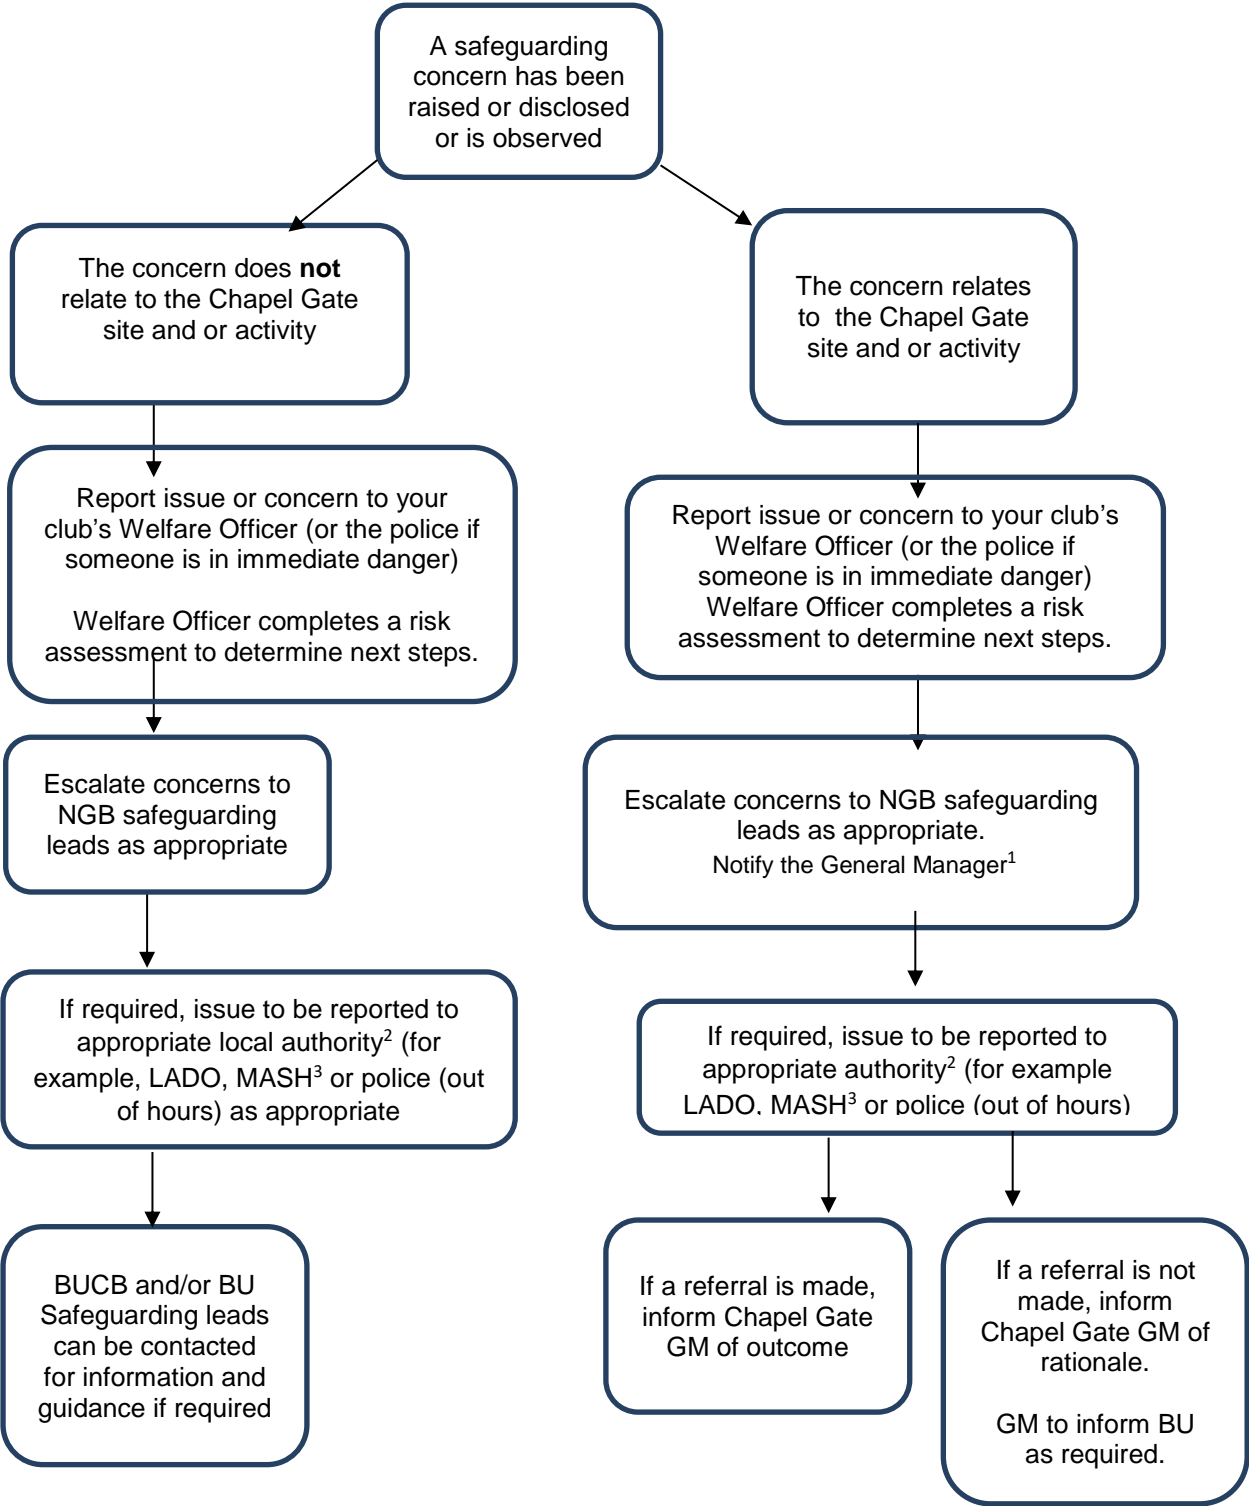 A safeguarding
concern has been
raised or disclosed
or is observed
The concern does not
relate to the Chapel Gate
site and or activity
The concern relates
to  the Chapel Gate
site and or activity
Report issue or concern to your
club’s Welfare Officer (or the police if
someone is in immediate danger)
Welfare Officer completes a risk
assessment to determine next steps.
Report issue or concern to your club’s
Welfare Officer (or the police if
someone is in immediate danger)
Welfare Officer completes a risk
assessment to determine next steps.
Escalate concerns to
NGB safeguarding
leads as appropriate
Escalate concerns to NGB safeguarding
leads as appropriate.
Notify the General Manager¹
If required, issue to be reported to
appropriate local authority² (for
example, LADO, MASH³ or police (out
of hours) as appropriate
If required, issue to be reported to
appropriate authority² (for example
LADO, MASH³ or police (out of hours)
BUCB and/or BU
Safeguarding leads
can be contacted
for information and
guidance if required
If a referral is made,
inform Chapel Gate
GM of outcome
If a referral is not
made, inform
Chapel Gate GM of
rationale.
GM to inform BU
as required.